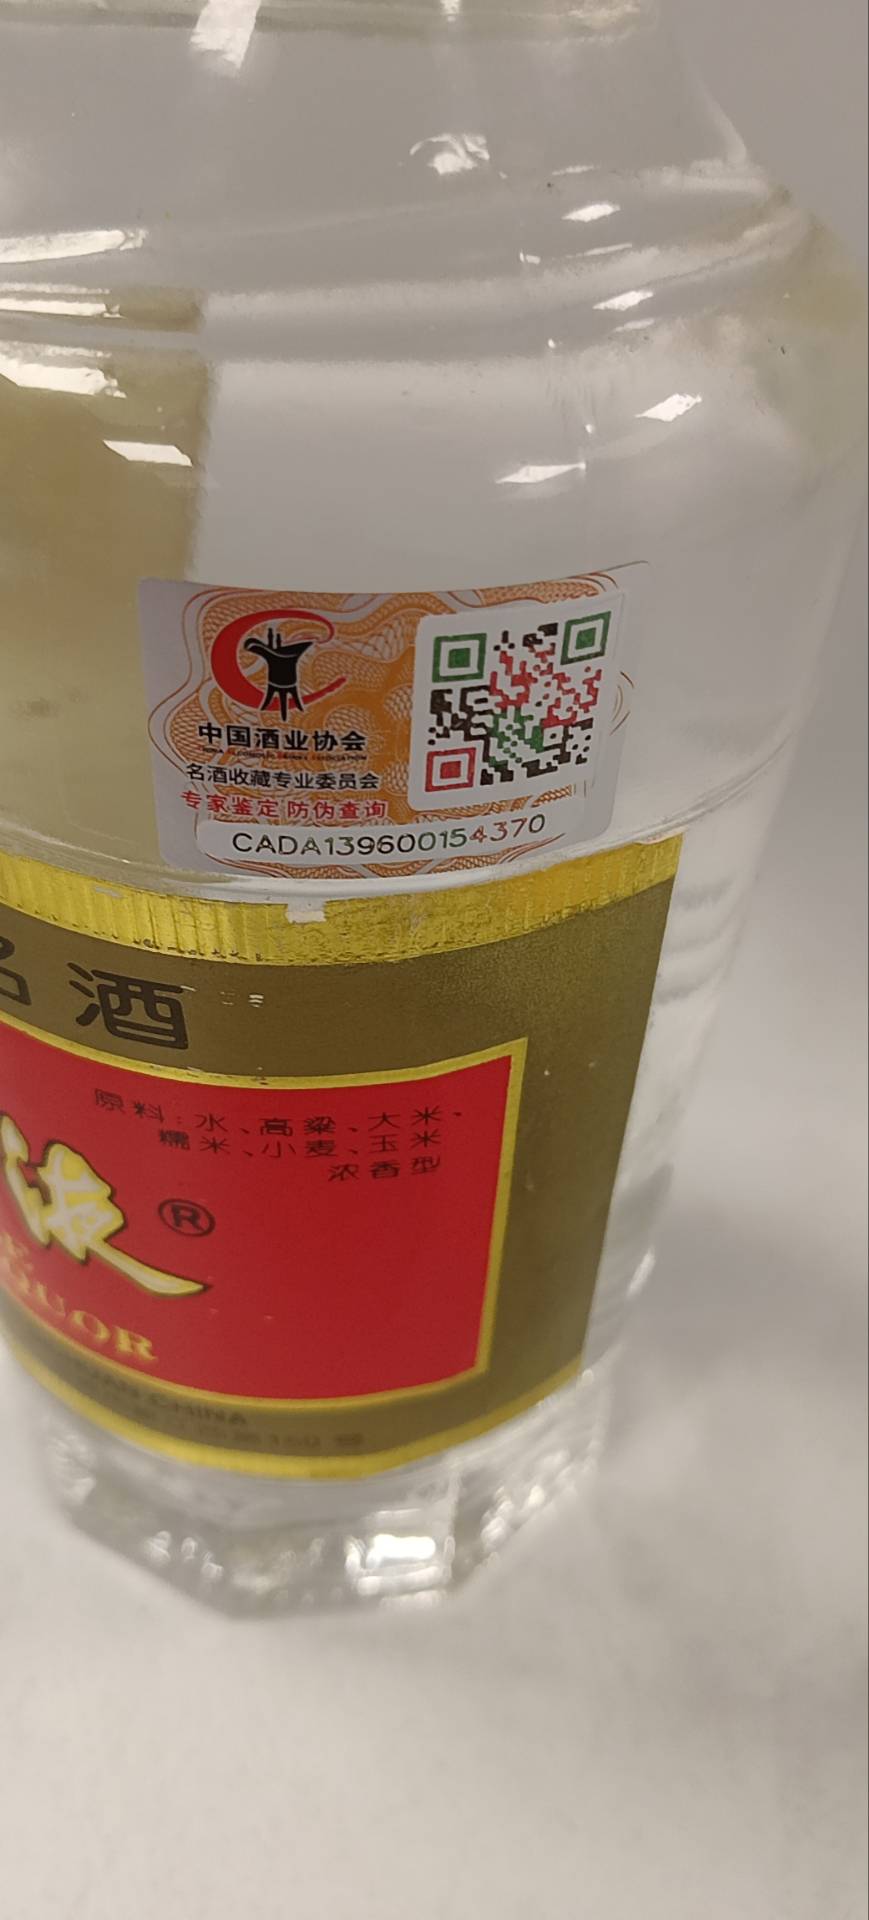 中国酒业协会
名酒收藏专业委员会
专家鉴定 防伪查询
CADA139600154370
名酒
原料:水、高粱、大米、
糯米、小麦、玉米
浓香型
液®
QUOR
CHINA